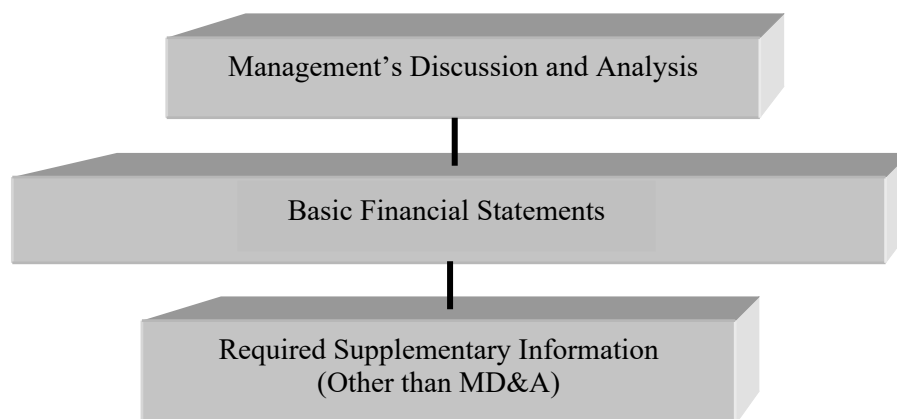 Management’s Discussion and Analysis
Basic Financial Statements
Required Supplementary Information
(Other than MD&A)